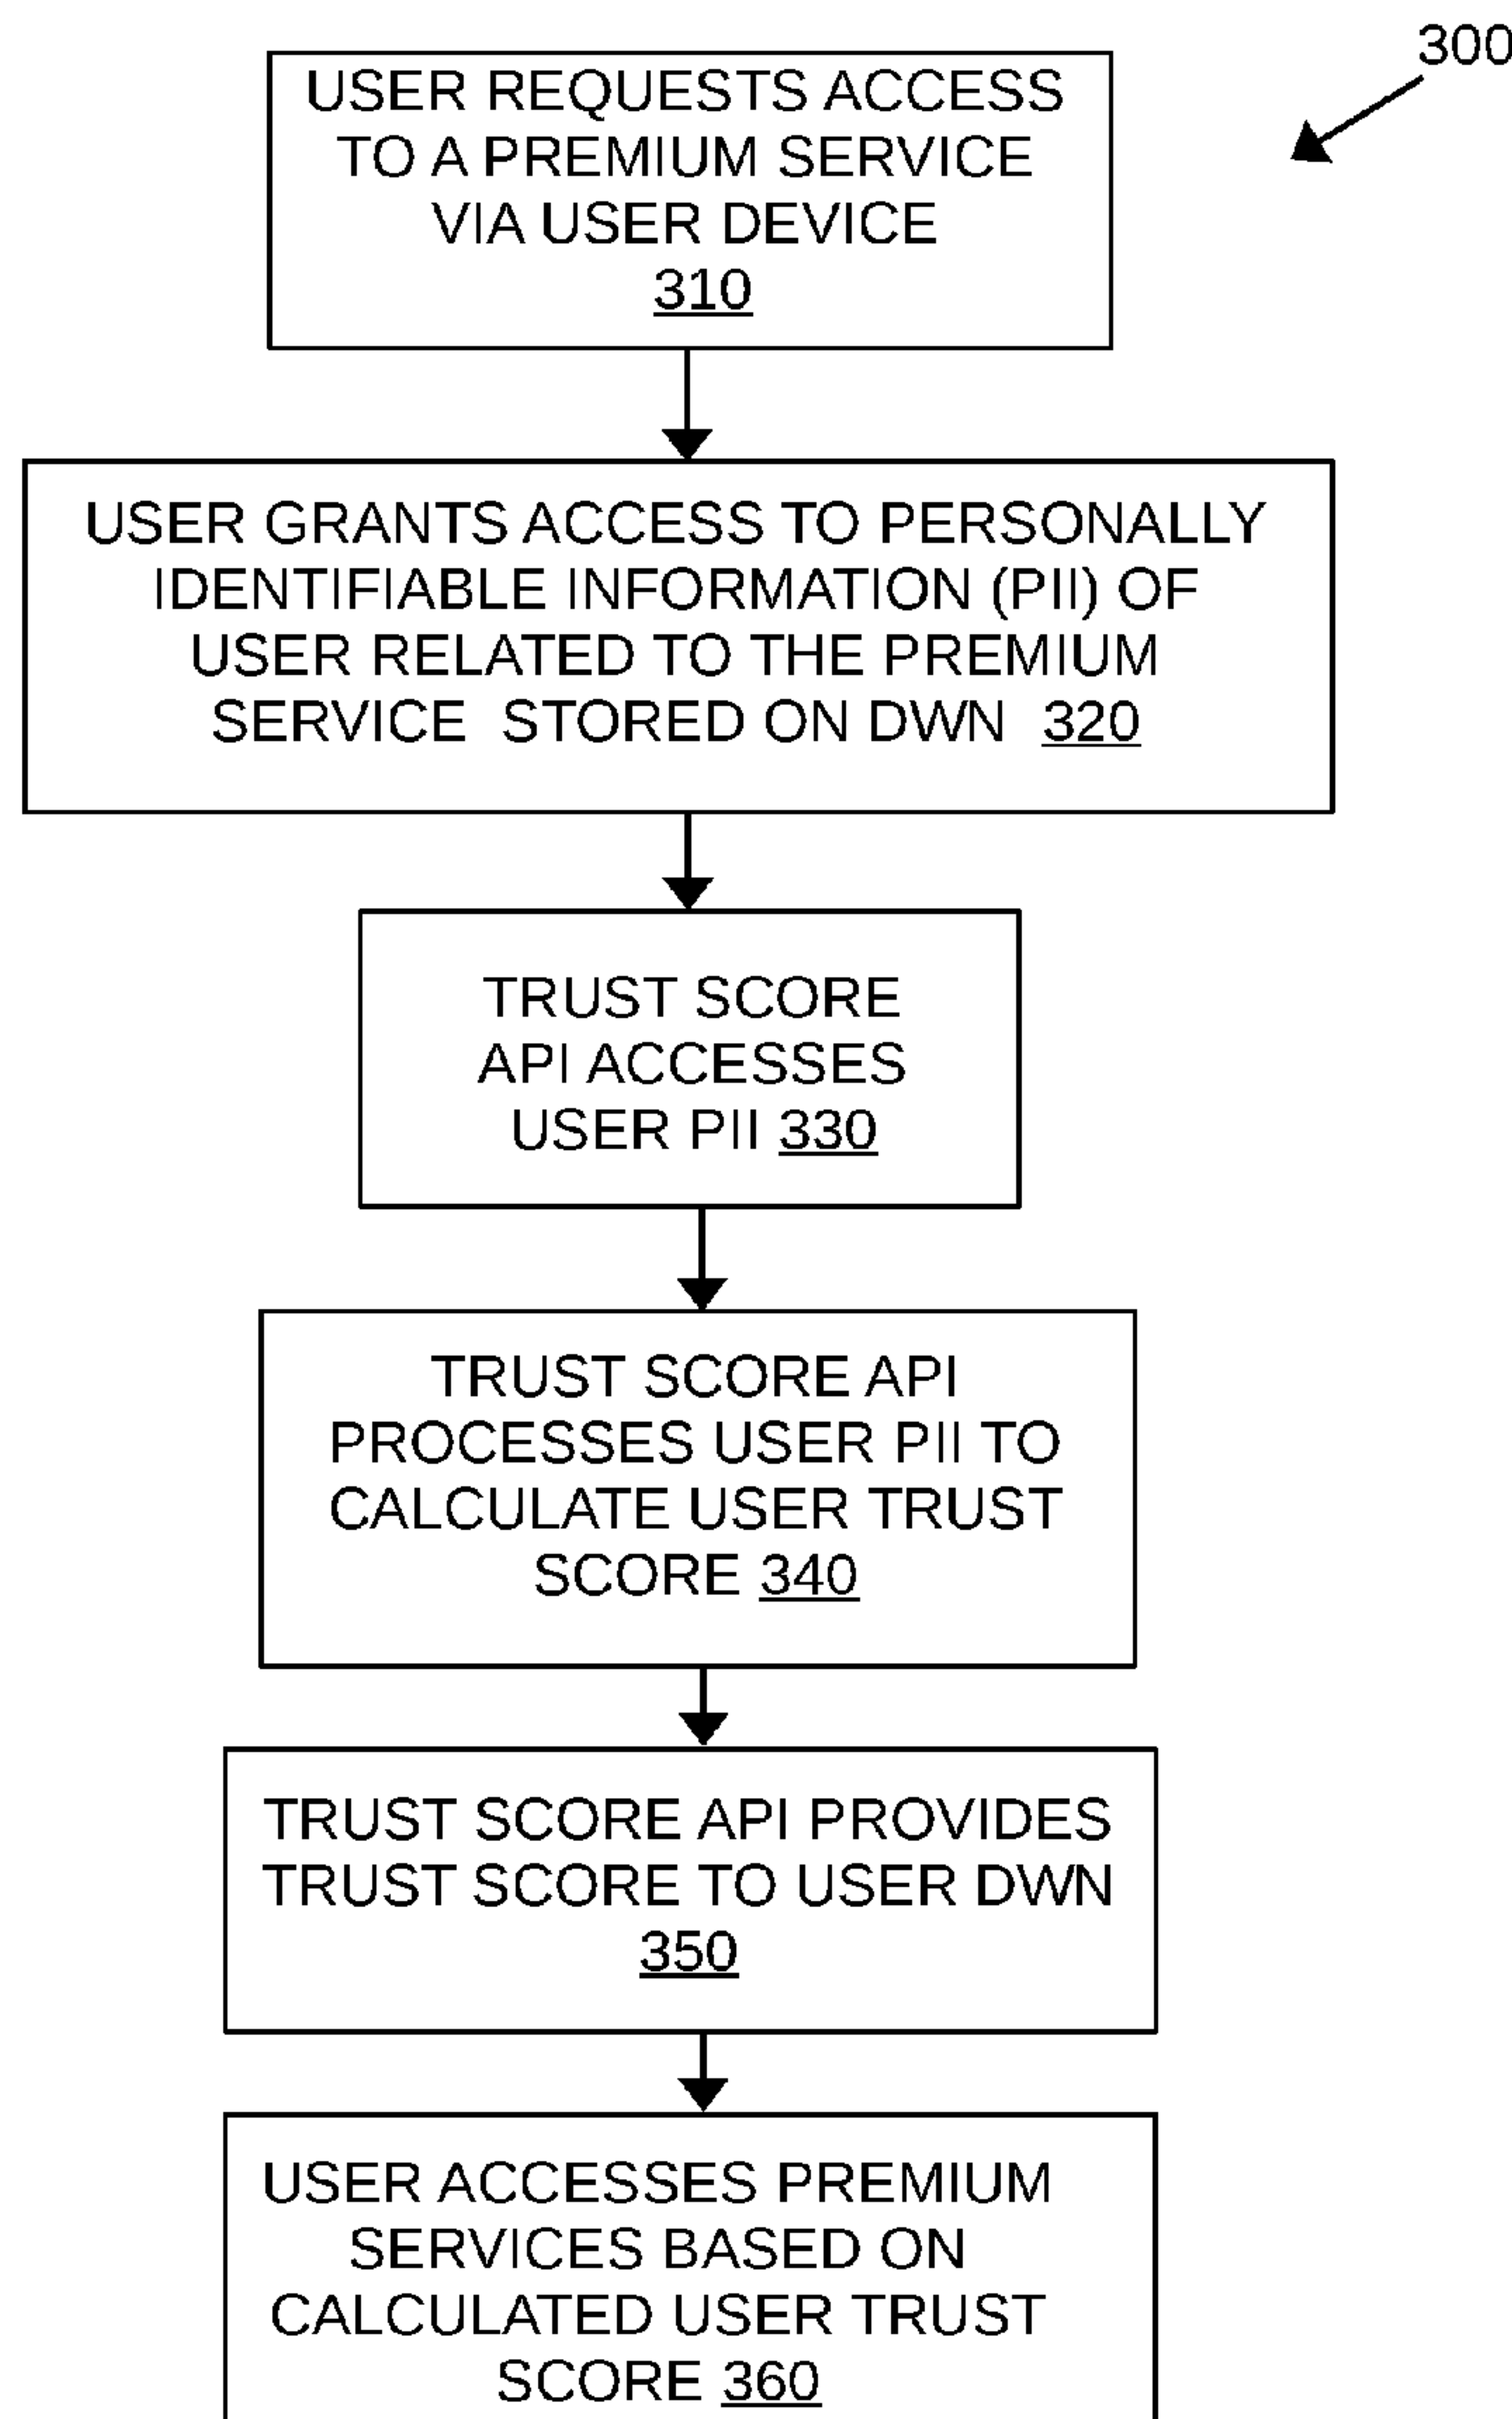 300
USER REQUESTS ACCESS
TO A PREMIUM SERVICE
VIA USER DEVICE
310
USER GRANTS ACCESS TO PERSONALLY
IDENTIFIABLE INFORMATION (PII) OF
USER RELATED TO THE PREMIUM
SERVICE STORED ON DWN 320
TRUST SCORE
API ACCESSES
USER PII 330
TRUST SCORE API
PROCESSES USER PII TO
CALCULATE USER TRUST
SCORE 340
TRUST SCORE API PROVIDES
TRUST SCORE TO USER DWN
350
USER ACCESSES PREMIUM
SERVICES BASED ON
CALCULATED USER TRUST
SCORE 360